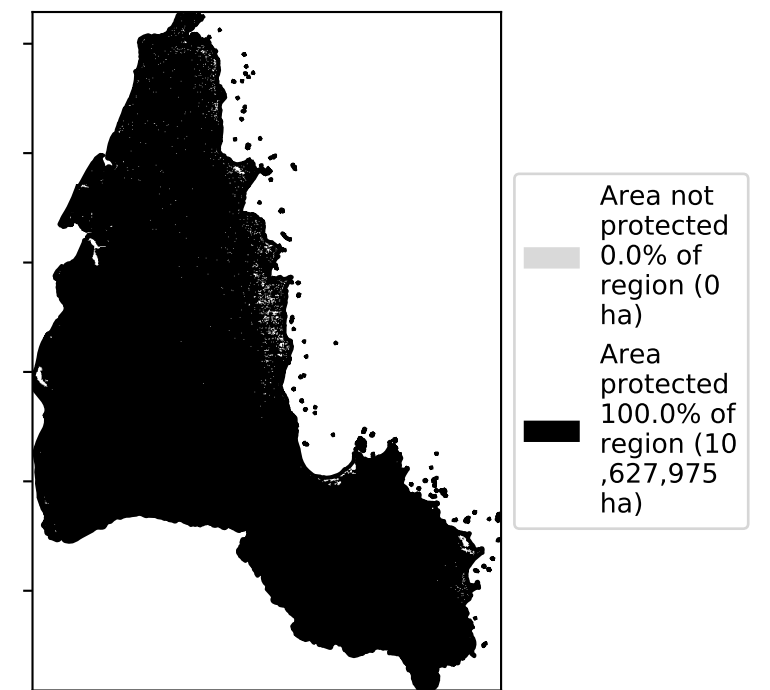 Area not
protected
0.0% of
region (0
ha)
Area
protected
100.0% of
region (10
,627,975
ha)